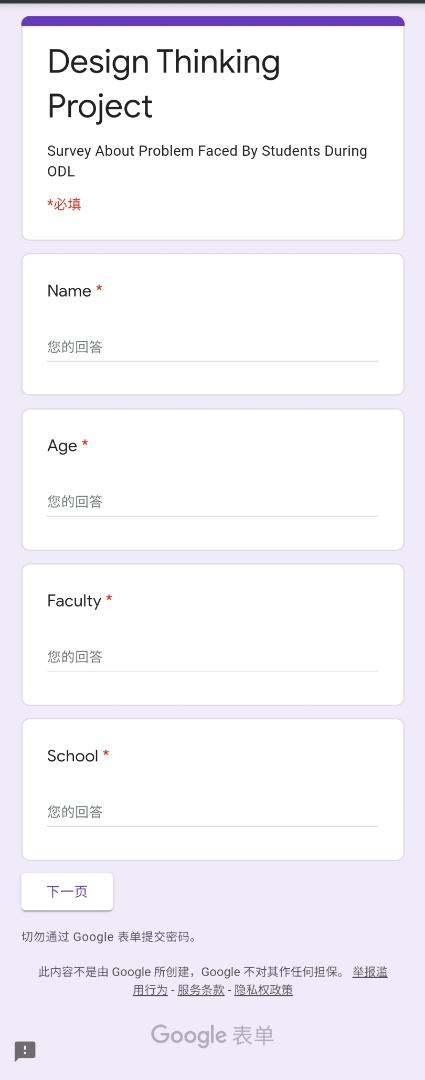 Design Thinking
Project
Survey About Problem Faced By Students During
ODL
*必填
Name *
您的回答
Age *
您的回答
Faculty *
您的回答
School *
您的回答
下一页
切勿通过 Google 表单提交密码。
此内容不是由 Google 所创建，Google 不对其作任何担保。 举报滥
用行为 - 服务条款 - 隐私权政策
Google 表单